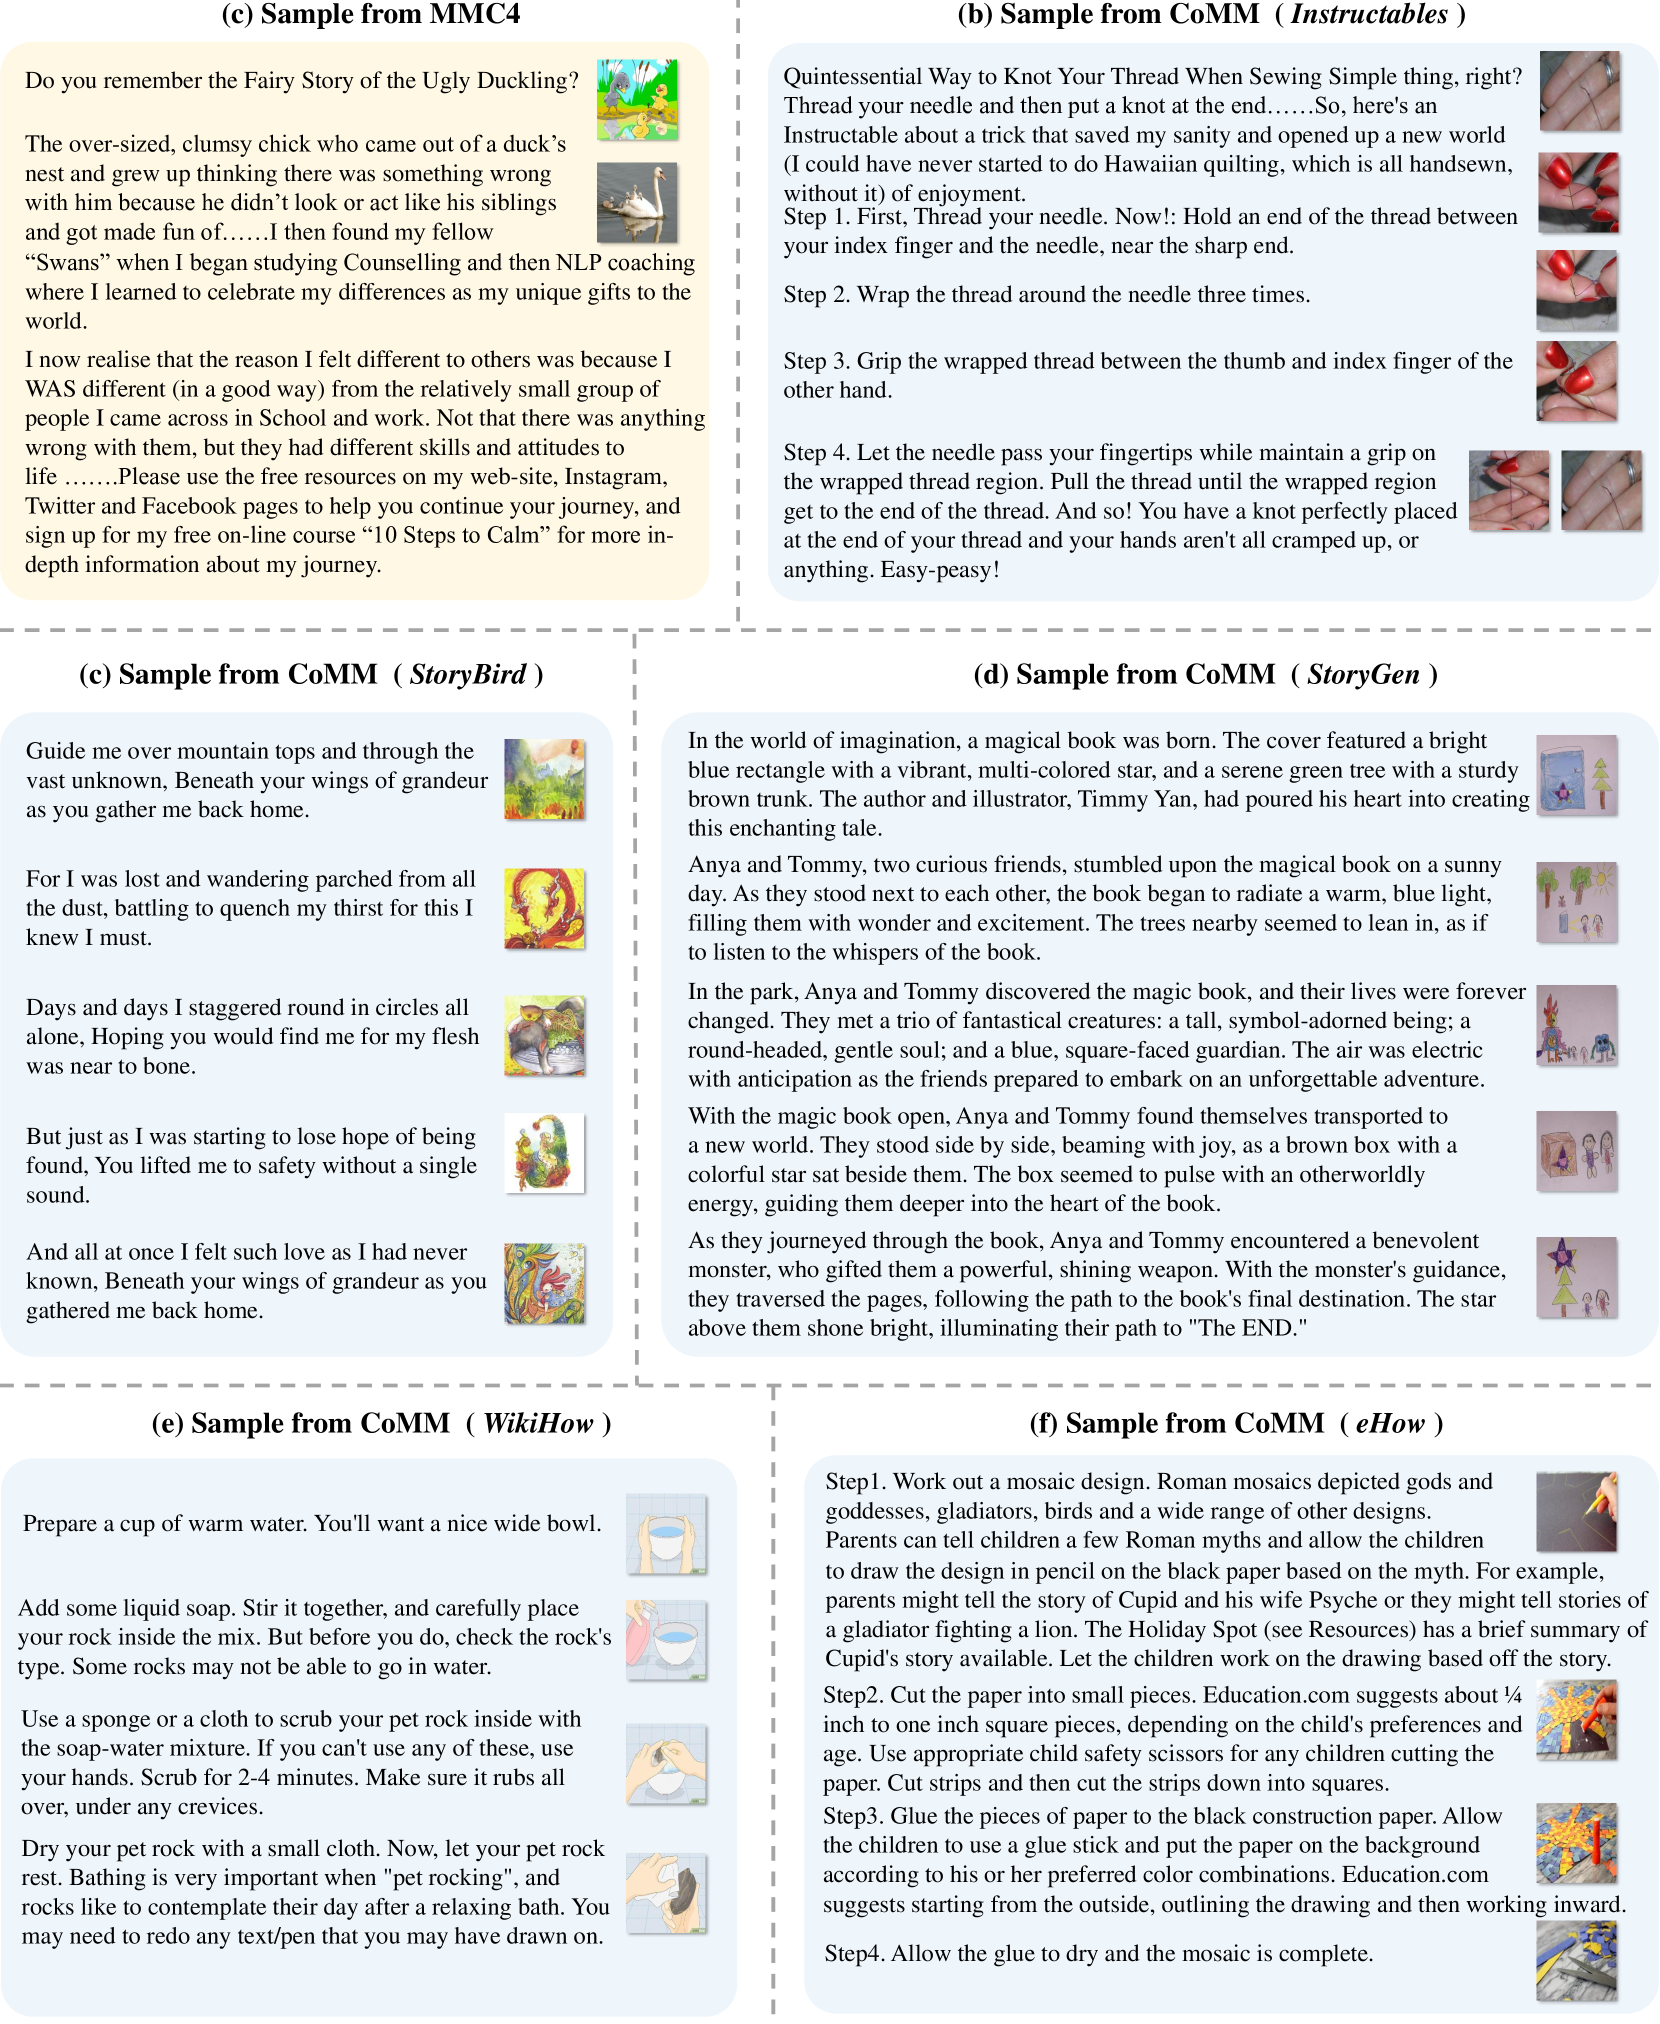 (c) Sample from MMC4
Do you remember the Fairy Story of the Ugly Duckling?
The over-sized, clumsy chick who came out of a duck’s
nest and grew up thinking there was something wrong
with him because he didn’t look or act like his siblings
and got made fun of……I then found my fellow
“Swans” when I began studying Counselling and then NLP coaching
where I learned to celebrate my differences as my unique gifts to the
world.
I now realise that the reason I felt different to others was because I
WAS different (in a good way) from the relatively small group of
people I came across in School and work. Not that there was anything
wrong with them, but they had different skills and attitudes to
life …….Please use the free resources on my web-site, Instagram,
Twitter and Facebook pages to help you continue your journey, and
sign up for my free on-line course “10 Steps to Calm” for more in-
depth information about my journey.
(b) Sample from CoMM ( Instructables )
Quintessential Way to Knot Your Thread When Sewing Simple thing, right?
Thread your needle and then put a knot at the end……So, here's an
Instructable about a trick that saved my sanity and opened up a new world
(I could have never started to do Hawaiian quilting, which is all handsewn,
without it) of enjoyment.
Step 1. First, Thread your needle. Now!: Hold an end of the thread between
your index finger and the needle, near the sharp end.
Step 2. Wrap the thread around the needle three times.
Step 3. Grip the wrapped thread between the thumb and index finger of the
other hand.
Step 4. Let the needle pass your fingertips while maintain a grip on
the wrapped thread region. Pull the thread until the wrapped region
get to the end of the thread. And so! You have a knot perfectly placed
at the end of your thread and your hands aren't all cramped up, or
anything. Easy-peasy!
(c) Sample from CoMM ( StoryBird )
Guide me over mountain tops and through the
vast unknown, Beneath your wings of grandeur
as you gather me back home.
For I was lost and wandering parched from all
the dust, battling to quench my thirst for this I
knew I must.
Days and days I staggered round in circles all
alone, Hoping you would find me for my flesh
was near to bone.
But just as I was starting to lose hope of being
found, You lifted me to safety without a single
sound.
And all at once I felt such love as I had never
known, Beneath your wings of grandeur as you
gathered me back home.
(d) Sample from CoMM ( StoryGen )
In the world of imagination, a magical book was born. The cover featured a bright
blue rectangle with a vibrant, multi-colored star, and a serene green tree with a sturdy
brown trunk. The author and illustrator, Timmy Yan, had poured his heart into creating
this enchanting tale.
Anya and Tommy, two curious friends, stumbled upon the magical book on a sunny
day. As they stood next to each other, the book began to radiate a warm, blue light,
filling them with wonder and excitement. The trees nearby seemed to lean in, as if
to listen to the whispers of the book.
In the park, Anya and Tommy discovered the magic book, and their lives were forever
changed. They met a trio of fantastical creatures: a tall, symbol-adorned being; a
round-headed, gentle soul; and a blue, square-faced guardian. The air was electric
with anticipation as the friends prepared to embark on an unforgettable adventure.
With the magic book open, Anya and Tommy found themselves transported to
a new world. They stood side by side, beaming with joy, as a brown box with a
colorful star sat beside them. The box seemed to pulse with an otherworldly
energy, guiding them deeper into the heart of the book.
As they journeyed through the book, Anya and Tommy encountered a benevolent
monster, who gifted them a powerful, shining weapon. With the monster's guidance,
they traversed the pages, following the path to the book's final destination. The star
above them shone bright, illuminating their path to "The END."
(e) Sample from CoMM ( WikiHow )
Prepare a cup of warm water. You'll want a nice wide bowl.
Add some liquid soap. Stir it together, and carefully place
your rock inside the mix. But before you do, check the rock's
type. Some rocks may not be able to go in water.
Use a sponge or a cloth to scrub your pet rock inside with
the soap-water mixture. If you can't use any of these, use
your hands. Scrub for 2-4 minutes. Make sure it rubs all
over, under any crevices.
Dry your pet rock with a small cloth. Now, let your pet rock
rest. Bathing is very important when "pet rocking", and
rocks like to contemplate their day after a relaxing bath. You
may need to redo any text/pen that you may have drawn on.
(f) Sample from CoMM ( eHow )
Step1. Work out a mosaic design. Roman mosaics depicted gods and
goddesses, gladiators, birds and a wide range of other designs.
Parents can tell children a few Roman myths and allow the children
to draw the design in pencil on the black paper based on the myth. For example,
parents might tell the story of Cupid and his wife Psyche or they might tell stories of
a gladiator fighting a lion. The Holiday Spot (see Resources) has a brief summary of
Cupid's story available. Let the children work on the drawing based off the story.
Step2. Cut the paper into small pieces. Education.com suggests about ¼
inch to one inch square pieces, depending on the child's preferences and
age. Use appropriate child safety scissors for any children cutting the
paper. Cut strips and then cut the strips down into squares.
Step3. Glue the pieces of paper to the black construction paper. Allow
the children to use a glue stick and put the paper on the background
according to his or her preferred color combinations. Education.com
suggests starting from the outside, outlining the drawing and then working inward.
Step4. Allow the glue to dry and the mosaic is complete.